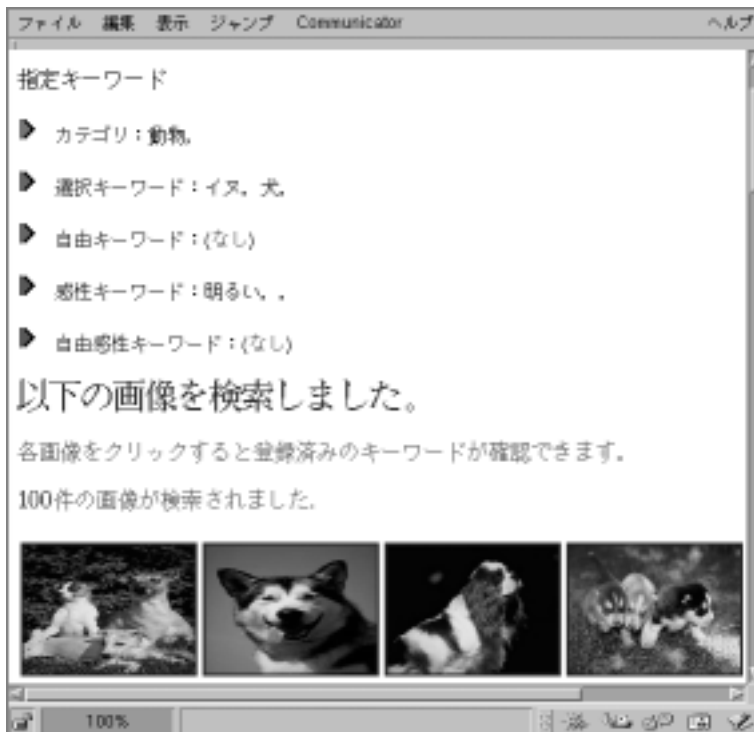 ファイル 編集 表示 ジャンプ Communicator ヘルプ
指定キーワード
カテゴリ：動物,
選択キーワード：イヌ, 犬,
自由キーワード：(なし)
感性キーワード：明るい, ,
自由感性キーワード：(なし)
以下の画像を検索しました。
各画像をクリックすると登録済みのキーワードが確認できます。
100件の画像が検索されました.
100%